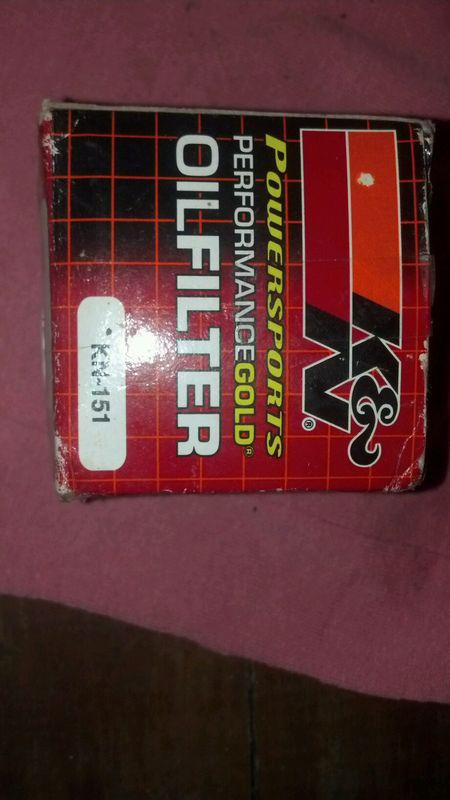 K&N®
POWERSPORTS
PERFORMANCEGOLD®
OILFILTER
*KN-151